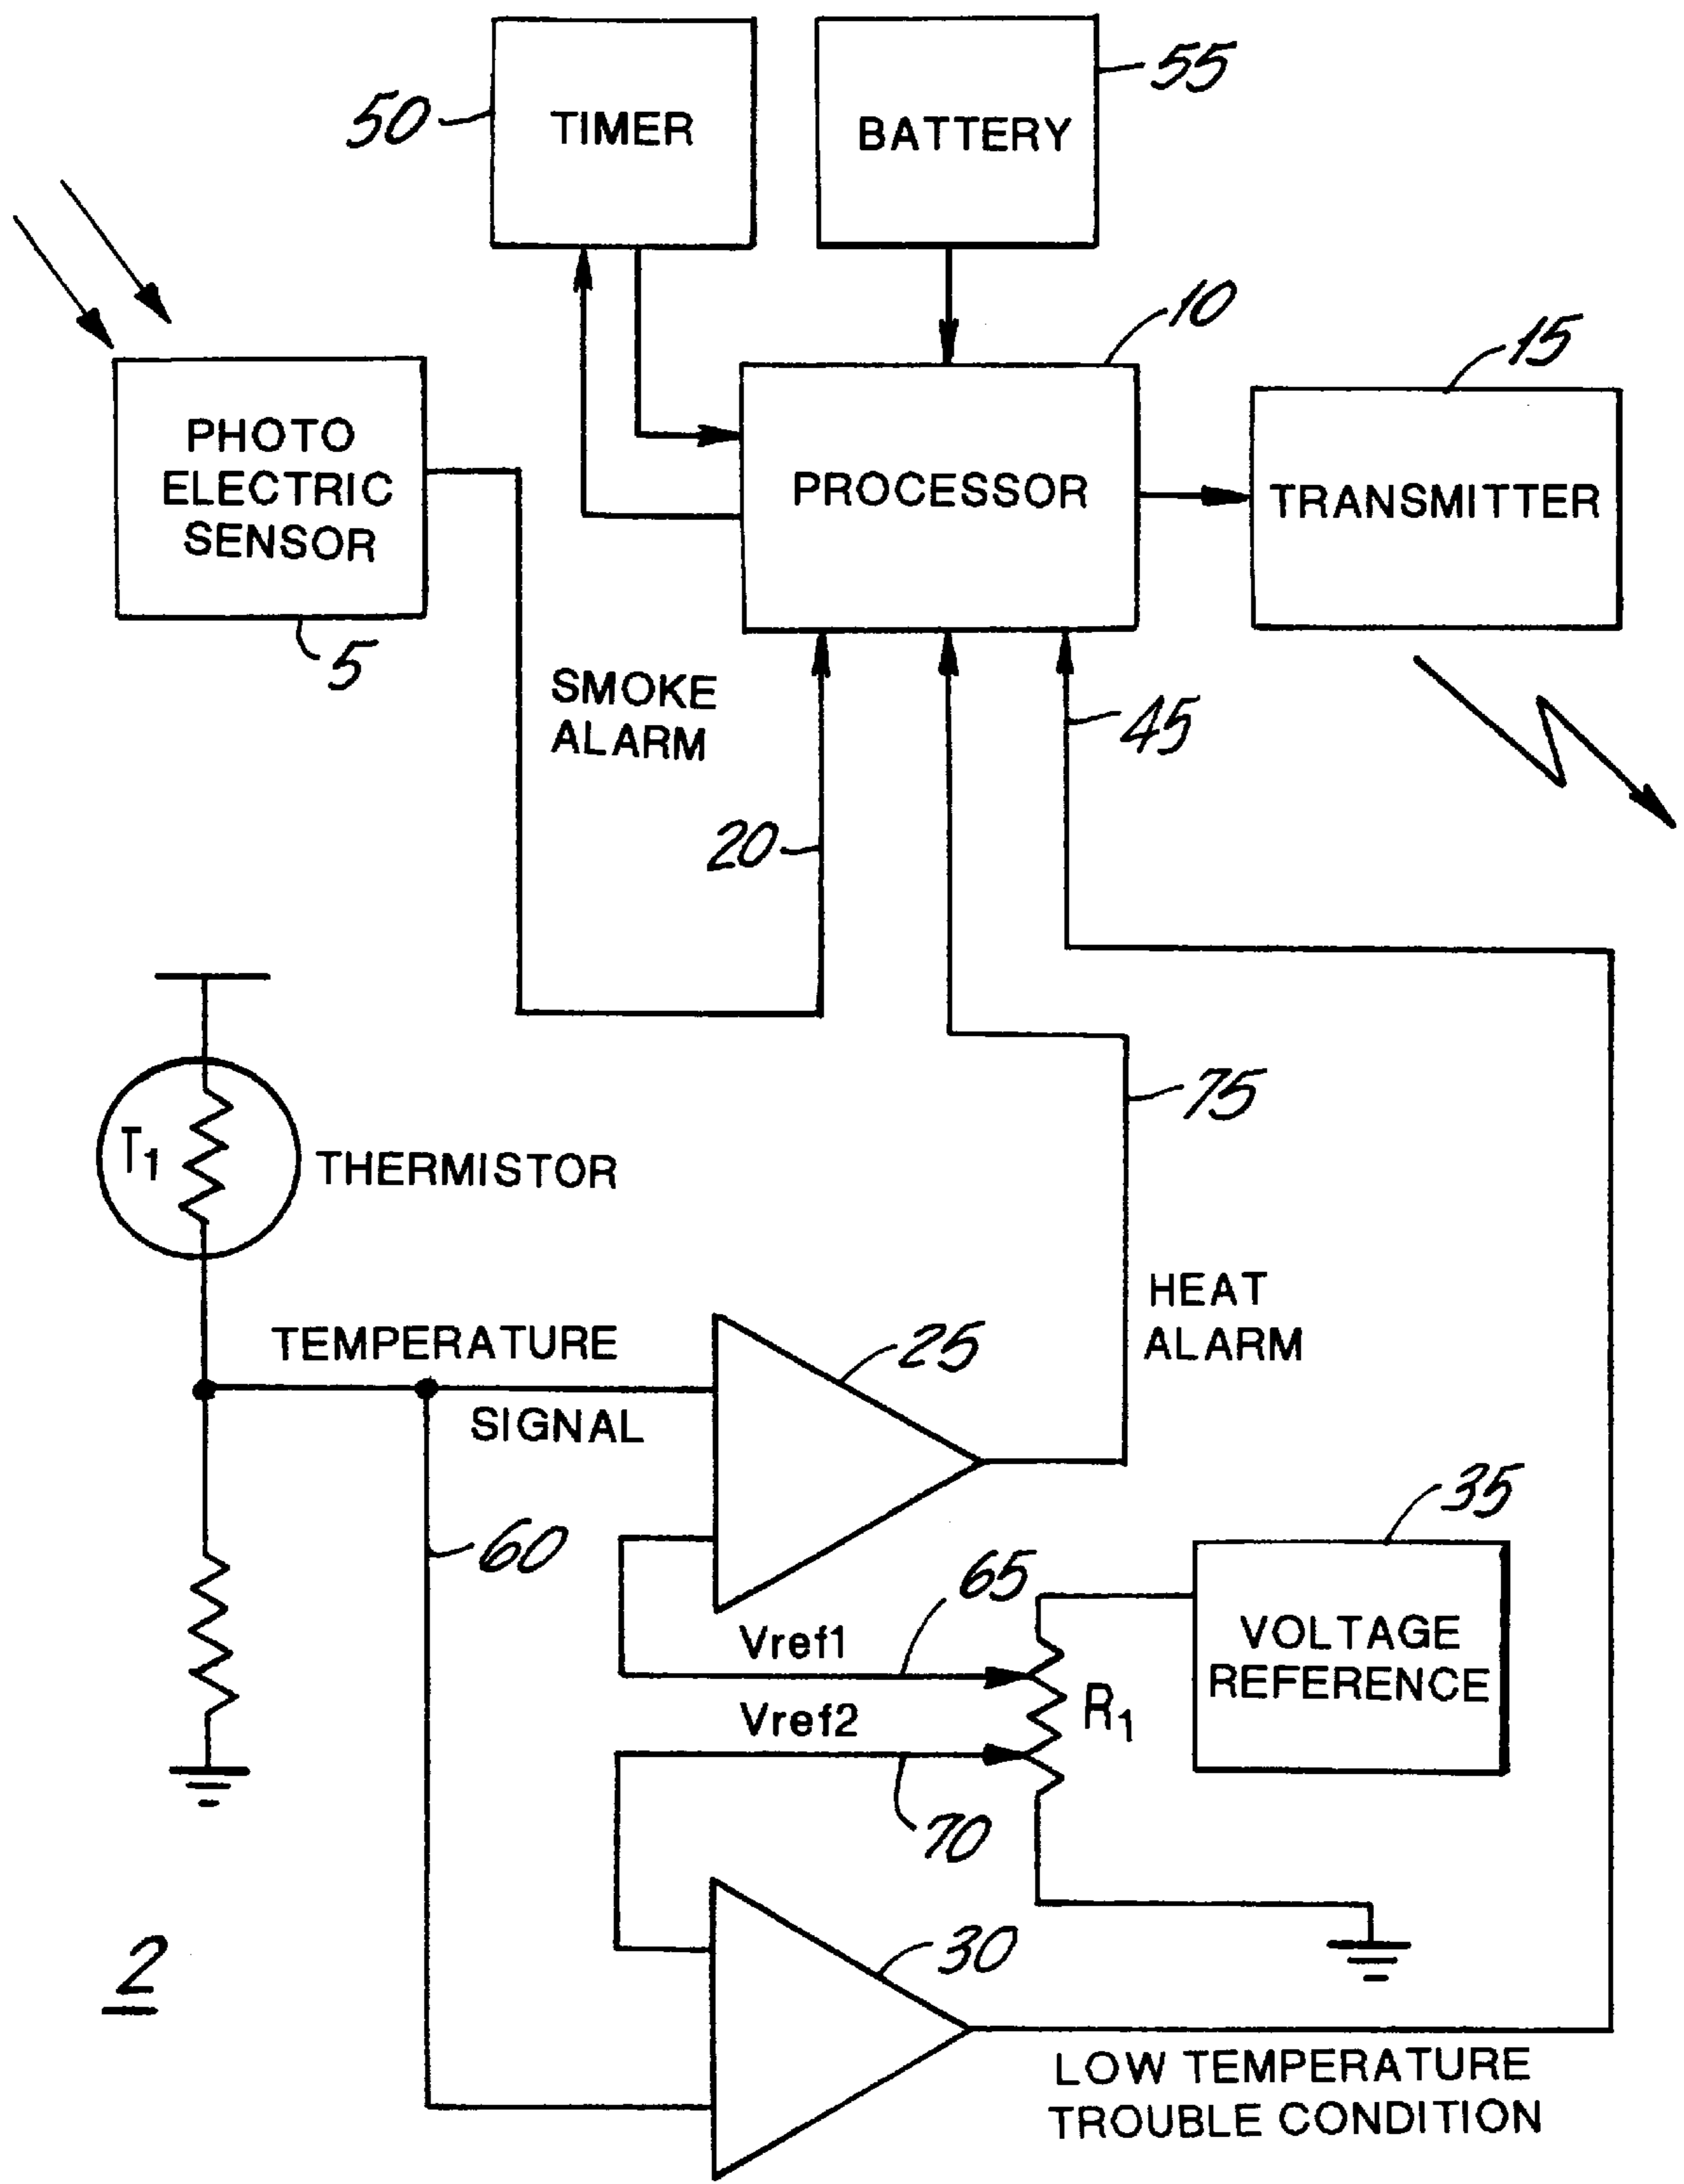 50
TIMER
BATTERY
55
10
15
PHOTO
ELECTRIC
SENSOR
5
PROCESSOR
TRANSMITTER
SMOKE
ALARM
20
45
T1
THERMISTOR
75
HEAT
ALARM
TEMPERATURE
SIGNAL
25
60
35
VOLTAGE
REFERENCE
65
Vref1
Vref2
R1
70
30
2
LOW TEMPERATURE
TROUBLE CONDITION